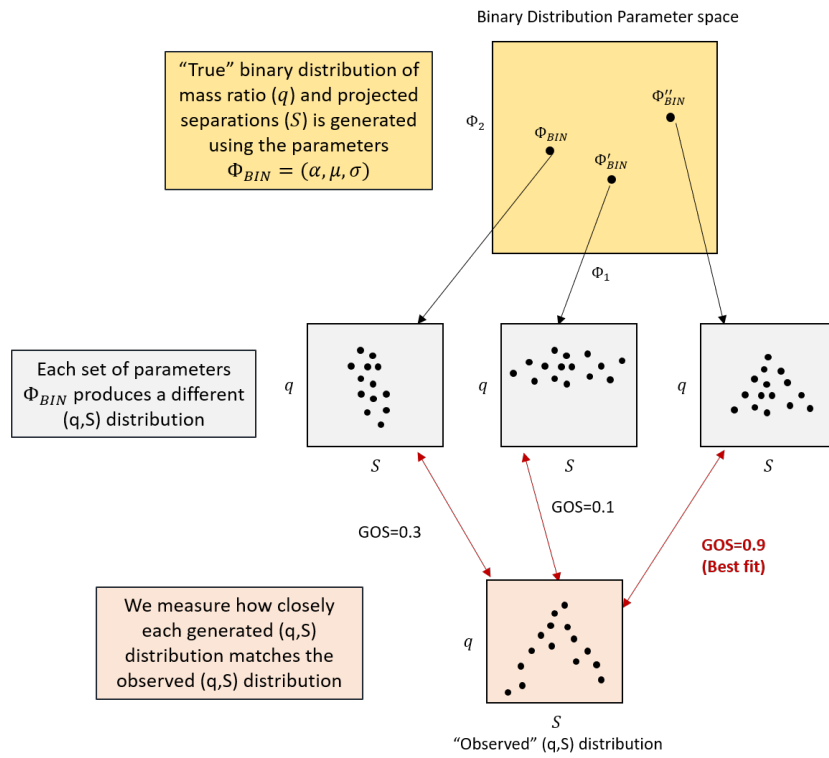 Binary Distribution Parameter space
“True” binary distribution of
mass ratio (q) and projected
separations (S) is generated
using the parameters
Φ_BIN = (α, μ, σ)
Φ₂
Φ_BIN
Φ′_BIN
Φ′′_BIN
Φ₁
Each set of parameters
Φ_BIN produces a different
(q,S) distribution
q
S
q
S
q
S
GOS=0.3
GOS=0.1
GOS=0.9
(Best fit)
We measure how closely
each generated (q,S)
distribution matches the
observed (q,S) distribution
q
S
“Observed” (q,S) distribution